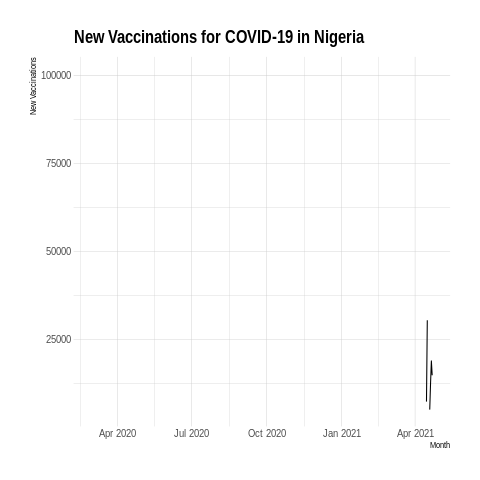 New Vaccinations for COVID-19 in Nigeria
New Vaccinations
100000
75000
50000
25000
Apr 2020 Jul 2020 Oct 2020 Jan 2021 Apr 2021
Month